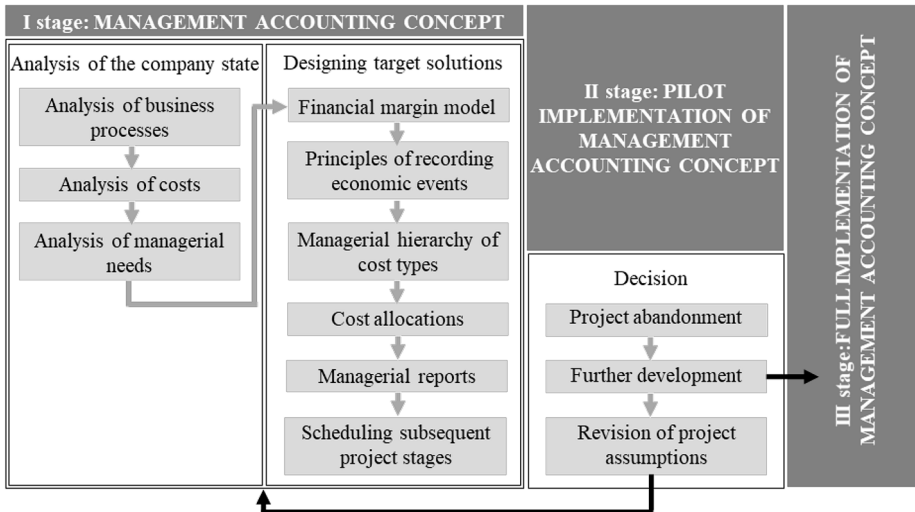 I stage: MANAGEMENT ACCOUNTING CONCEPT
Analysis of the company state
Analysis of business
processes
Analysis of costs
Analysis of managerial
needs
Designing target solutions
Financial margin model
Principles of recording
economic events
Managerial hierarchy of
cost types
Cost allocations
Managerial reports
Scheduling subsequent
project stages
II stage: PILOT
IMPLEMENTATION OF
MANAGEMENT
ACCOUNTING CONCEPT
Decision
Project abandonment
Further development
Revision of project
assumptions
III stage:FULL IMPLEMENTATION OF
MANAGEMENT ACCOUNTING CONCEPT